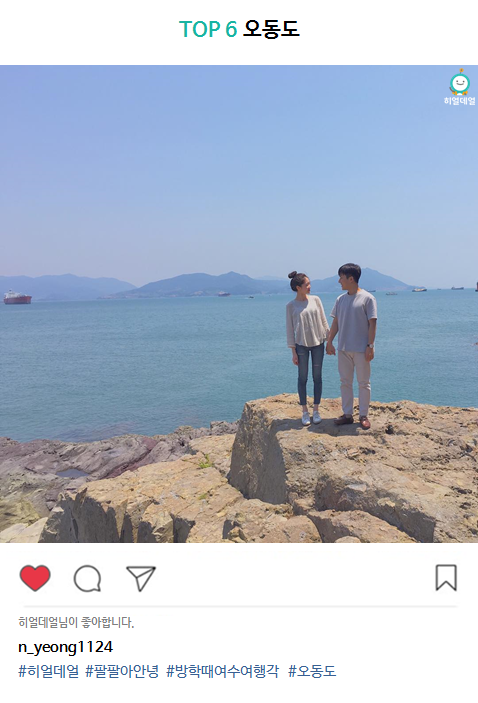 TOP 6 오동도
히얼데얼
히얼데얼님이 좋아합니다.
n_yeong1124
#히얼데얼 #팔팔아안녕 #방학때여수여행각 #오동도